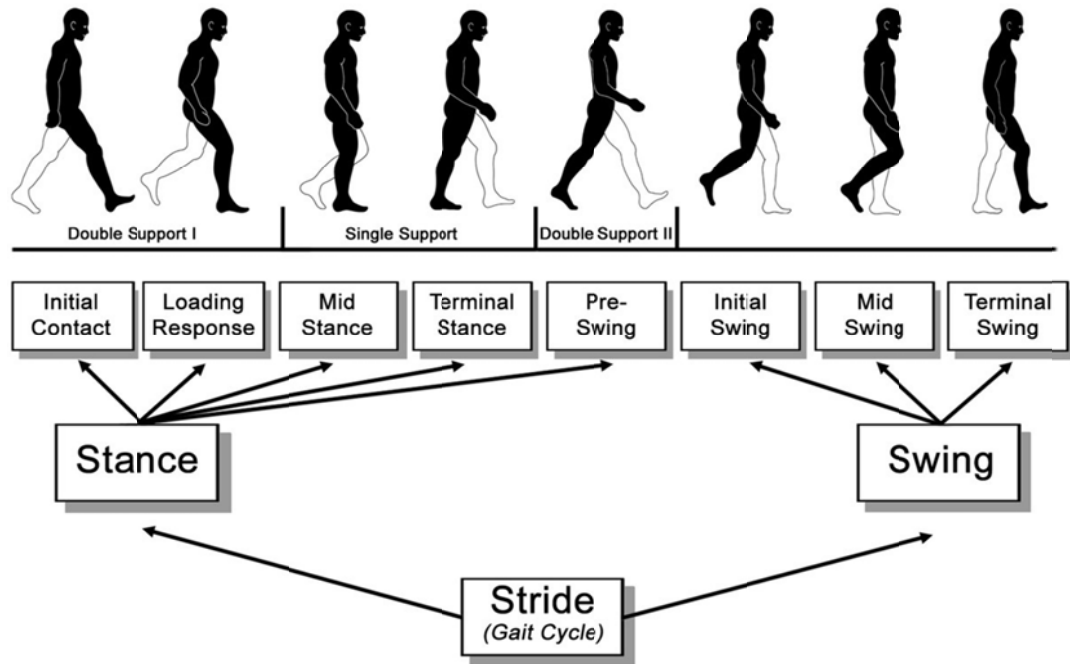 Double Support I
Single Support
Double Support II
Initial
Contact
Loading
Response
Mid
Stance
Terminal
Stance
Pre-
Swing
Initial
Swing
Mid
Swing
Terminal
Swing
Stance
Swing
Stride
(Gait Cycle)